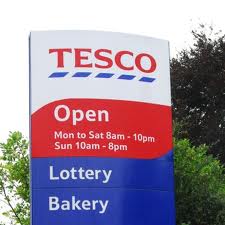 TESCO
Open
Mon to Sat 8am - 10pm
Sun 10am - 8pm
Lottery
Bakery